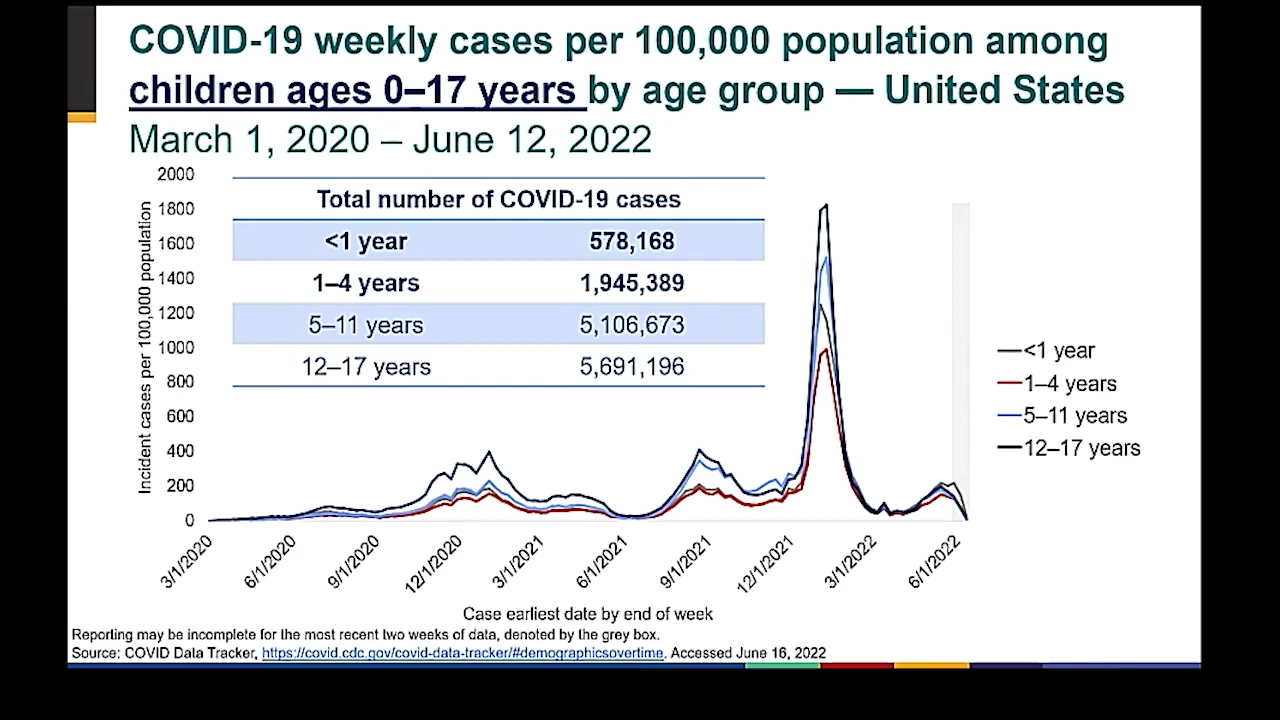 COVID-19 weekly cases per 100,000 population among
children ages 0–17 years by age group — United States
March 1, 2020 – June 12, 2022
Total number of COVID-19 cases
<1 year 578,168
1–4 years 1,945,389
5–11 years 5,106,673
12–17 years 5,691,196
Incident cases per 100,000 population
2000
1800
1600
1400
1200
1000
800
600
400
200
0
3/1/2020 6/1/2020 9/1/2020 12/1/2020 3/1/2021 6/1/2021 9/1/2021 12/1/2021 3/1/2022 6/1/2022
Case earliest date by end of week
<1 year
1–4 years
5–11 years
12–17 years
Reporting may be incomplete for the most recent two weeks of data, denoted by the grey box.
Source: COVID Data Tracker, https://covid.cdc.gov/covid-data-tracker/#demographicsovertime. Accessed June 16, 2022